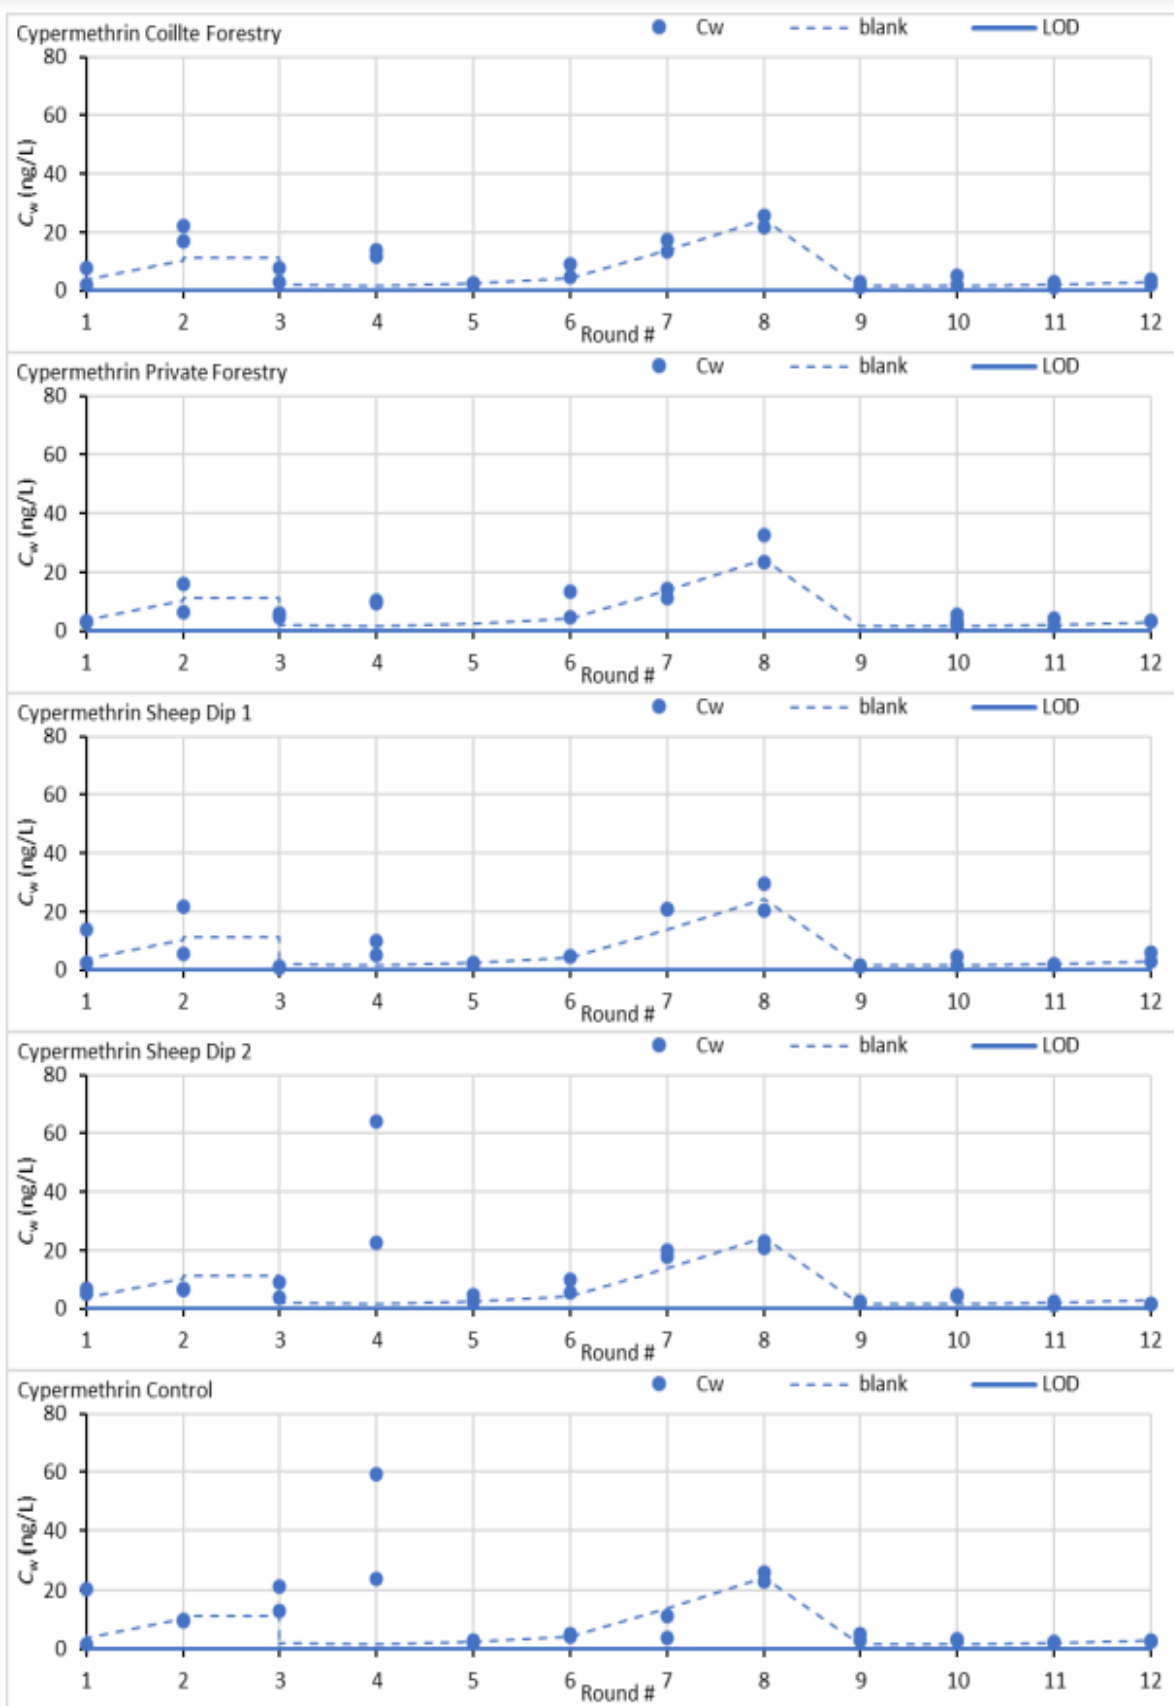 Cypermethrin Coillte Forestry Cw blank LOD
80
60
40
20
0
Cw (ng/L)
1 2 3 4 5 6 7 8 9 10 11 12
Round #
Cypermethrin Private Forestry Cw blank LOD
80
60
40
20
0
Cw (ng/L)
1 2 3 4 5 6 7 8 9 10 11 12
Round #
Cypermethrin Sheep Dip 1 Cw blank LOD
80
60
40
20
0
Cw (ng/L)
1 2 3 4 5 6 7 8 9 10 11 12
Round #
Cypermethrin Sheep Dip 2 Cw blank LOD
80
60
40
20
0
Cw (ng/L)
1 2 3 4 5 6 7 8 9 10 11 12
Round #
Cypermethrin Control Cw blank LOD
80
60
40
20
0
Cw (ng/L)
1 2 3 4 5 6 7 8 9 10 11 12
Round #